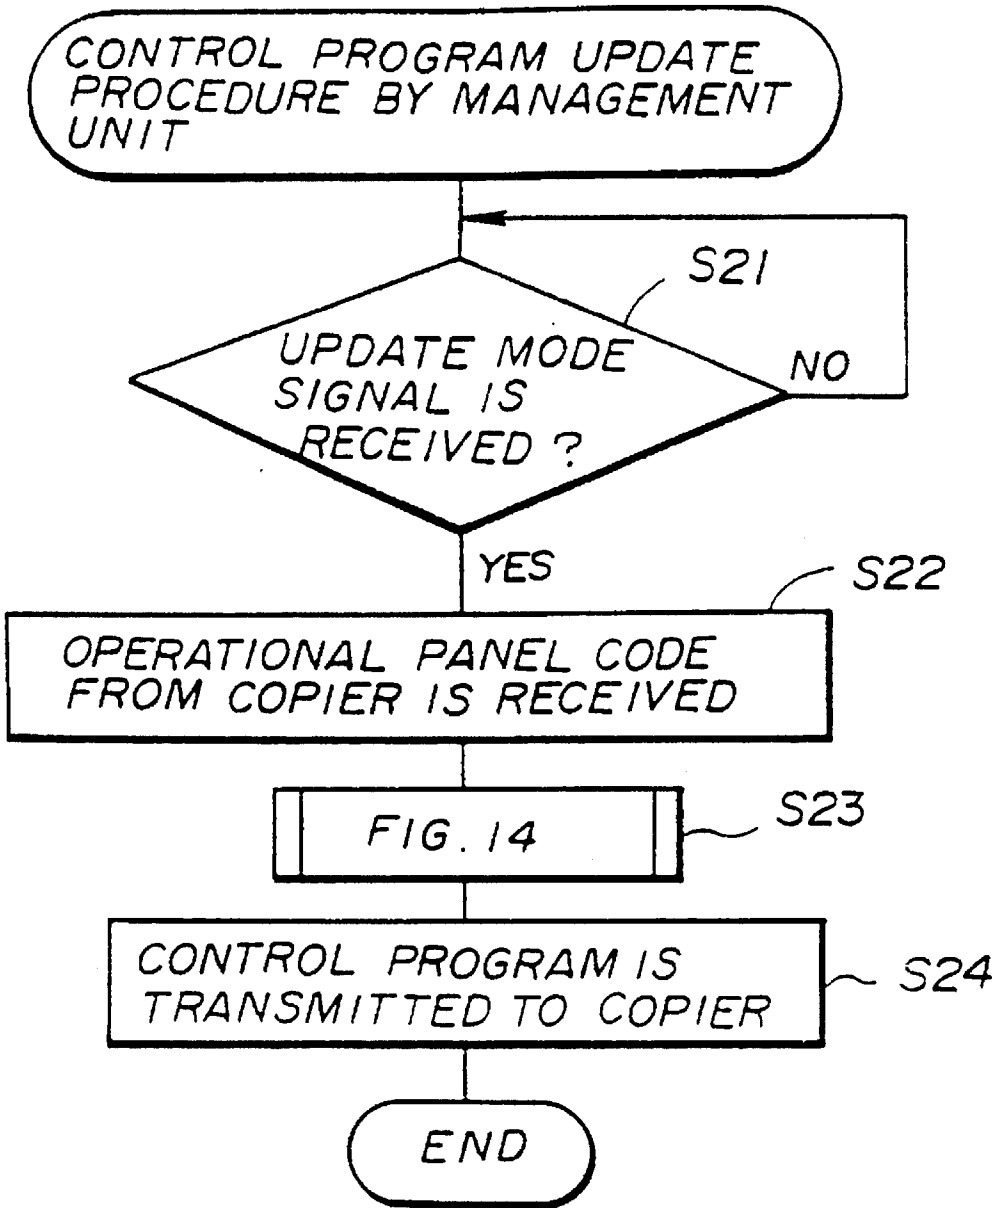 CONTROL PROGRAM UPDATE
PROCEDURE BY MANAGEMENT
UNIT
S21
UPDATE MODE
SIGNAL IS
RECEIVED ?
NO
YES
S22
OPERATIONAL PANEL CODE
FROM COPIER IS RECEIVED
FIG. 14
S23
CONTROL PROGRAM IS
TRANSMITTED TO COPIER
S24
END